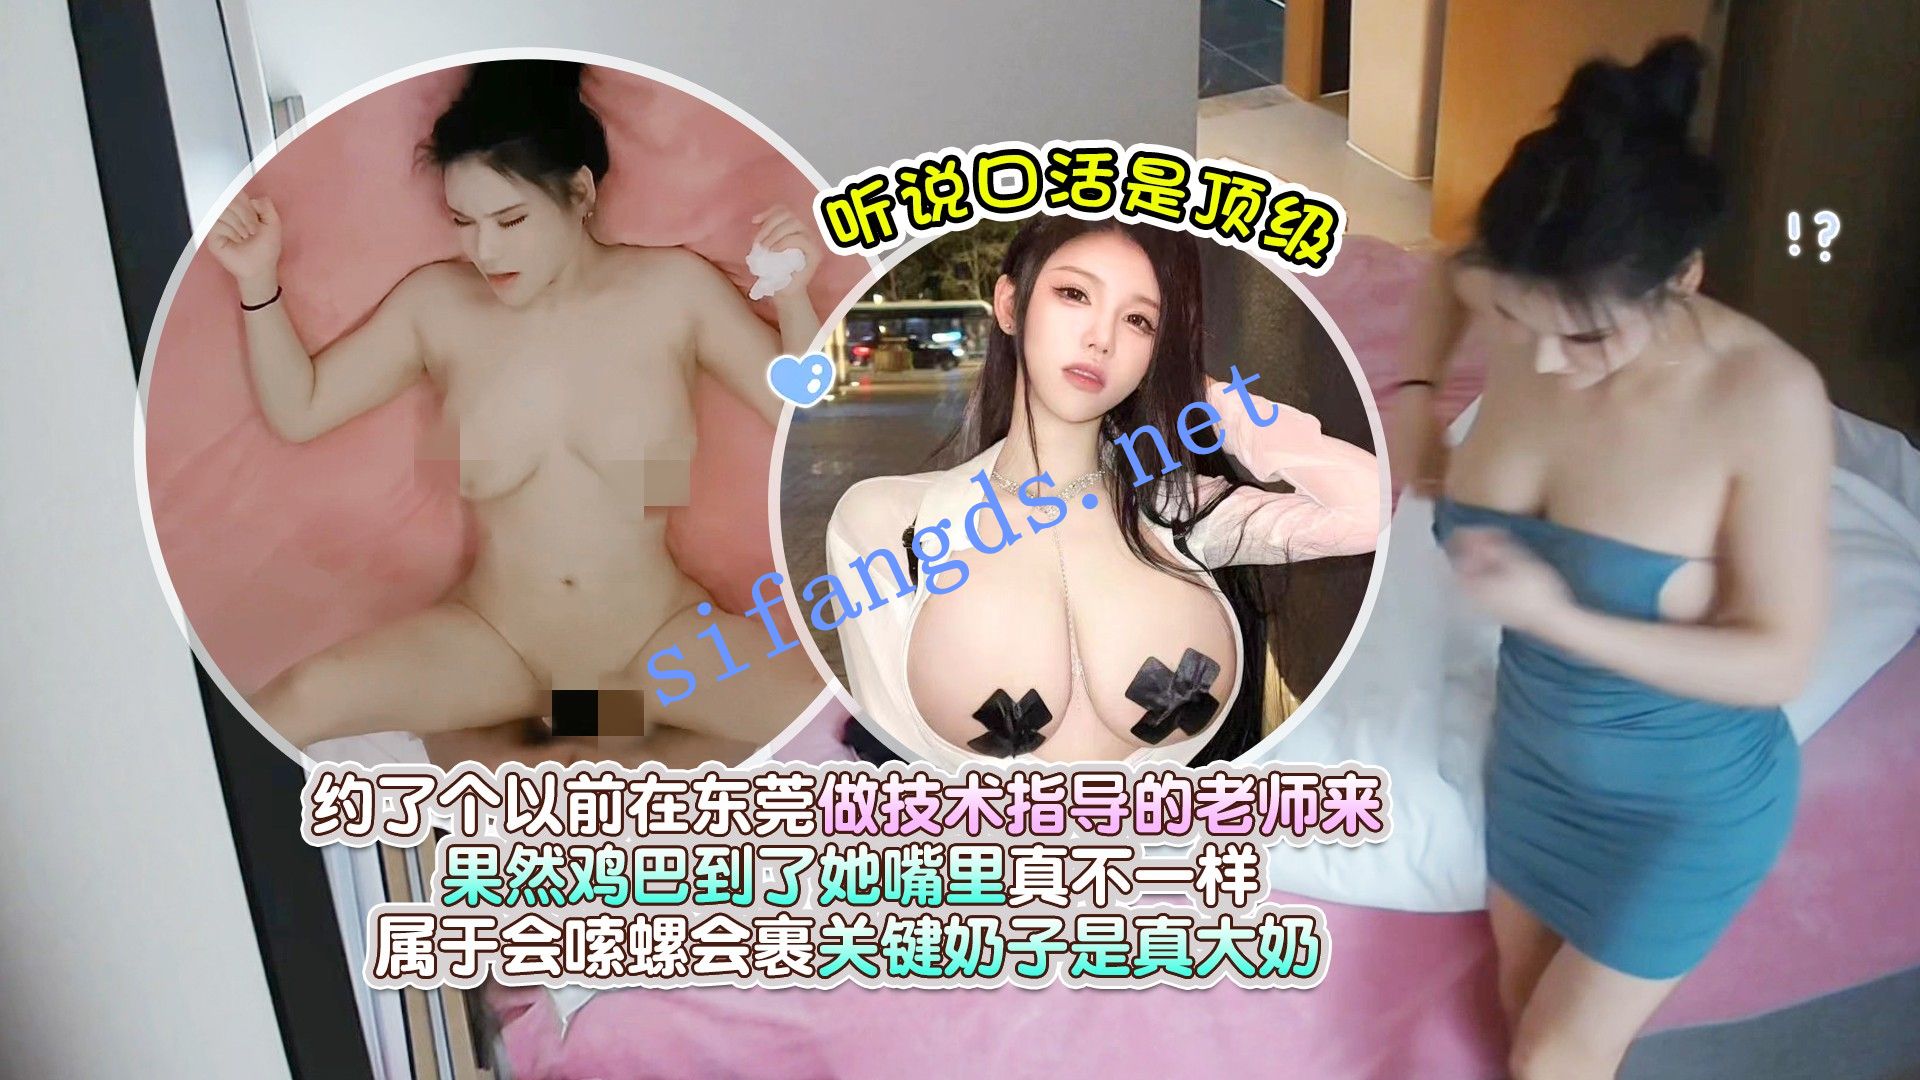 听说口活是顶级
!?
sifangds.net
约了个以前在东莞做技术指导的老师来
果然鸡巴到了她嘴里真不一样
属于会嗦螺会裹关键奶子是真大奶